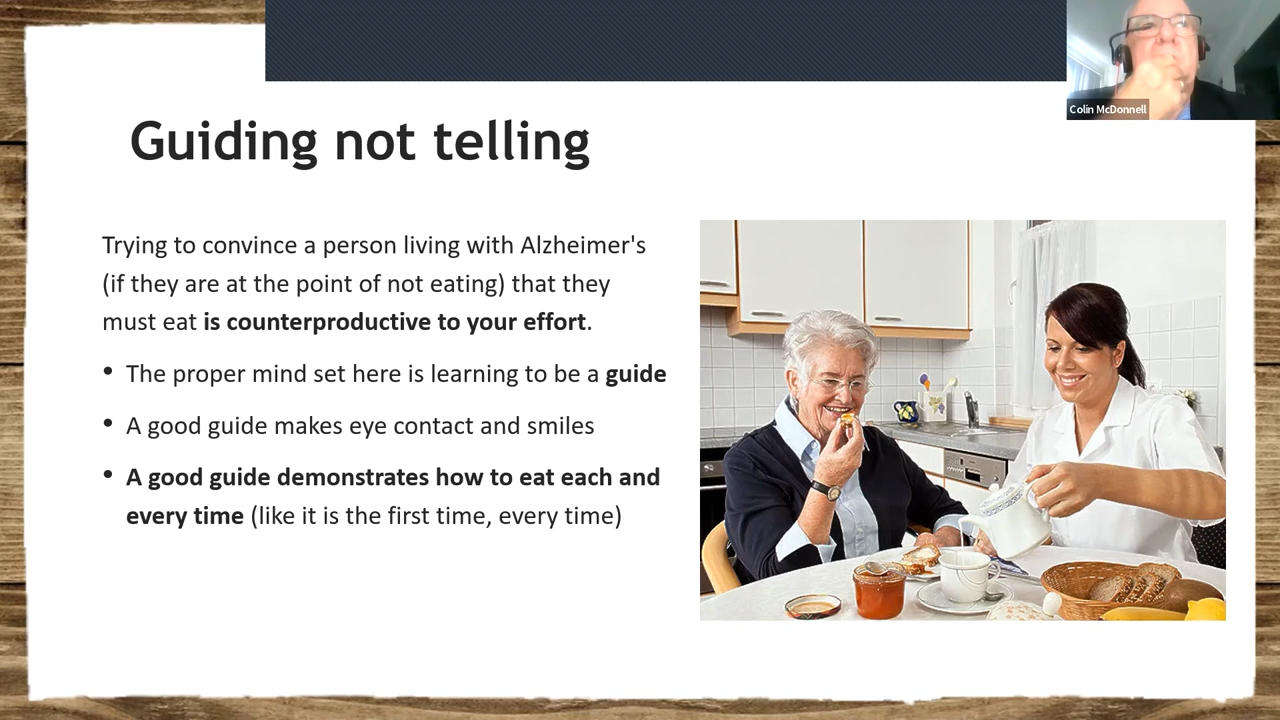 Colin McDonnell
Guiding not telling
Trying to convince a person living with Alzheimer's
(if they are at the point of not eating) that they
must eat is counterproductive to your effort.
• The proper mind set here is learning to be a guide
• A good guide makes eye contact and smiles
• A good guide demonstrates how to eat each and
every time (like it is the first time, every time)